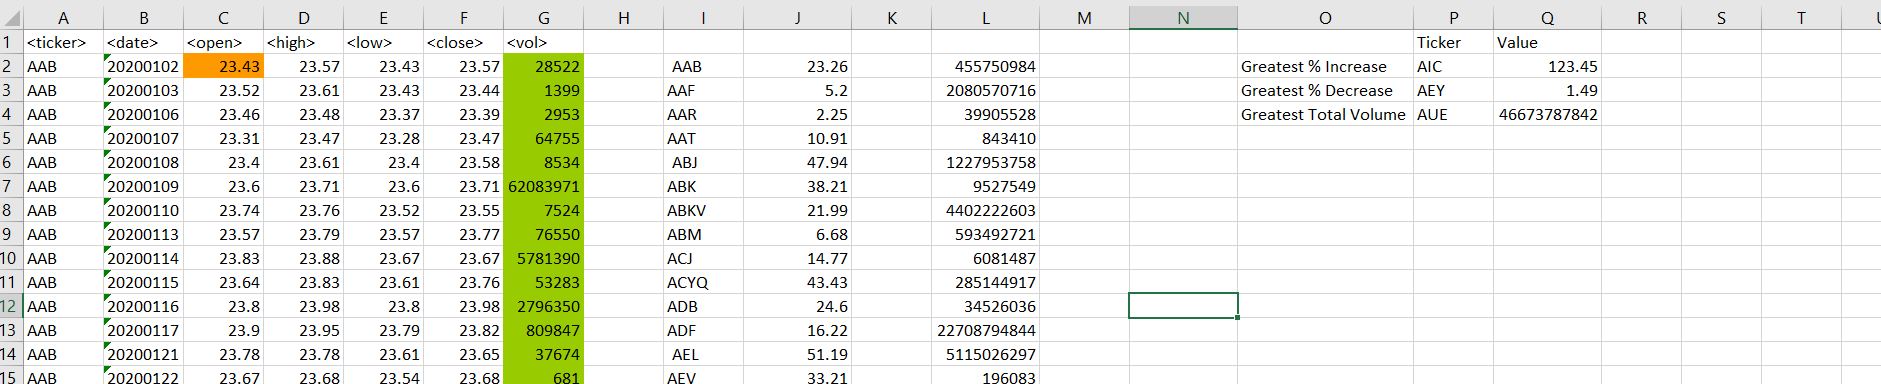 A B C D E F G H I J K L M N O P Q R S T
1 <ticker> <date> <open> <high> <low> <close> <vol> Ticker Value
2 AAB 20200102 23.43 23.57 23.43 23.57 28522 AAB 23.26 455750984 Greatest % Increase AIC 123.45
3 AAB 20200103 23.52 23.61 23.43 23.44 1399 AAF 5.2 2080570716 Greatest % Decrease AEY 1.49
4 AAB 20200106 23.46 23.48 23.37 23.39 2953 AAR 2.25 39905528 Greatest Total Volume AUE 46673787842
5 AAB 20200107 23.31 23.47 23.28 23.47 64755 AAT 10.91 843410
6 AAB 20200108 23.4 23.61 23.4 23.58 8534 ABJ 47.94 1227953758
7 AAB 20200109 23.6 23.71 23.6 23.71 62083971 ABK 38.21 9527549
8 AAB 20200110 23.74 23.76 23.52 23.55 7524 ABKV 21.99 4402222603
9 AAB 20200113 23.57 23.79 23.57 23.77 76550 ABM 6.68 593492721
10 AAB 20200114 23.83 23.88 23.67 23.67 5781390 ACJ 14.77 6081487
11 AAB 20200115 23.64 23.83 23.61 23.76 53283 ACYQ 43.43 285144917
12 AAB 20200116 23.8 23.98 23.8 23.98 2796350 ADB 24.6 34526036
13 AAB 20200117 23.9 23.95 23.79 23.82 809847 ADF 16.22 22708794844
14 AAB 20200121 23.78 23.78 23.61 23.65 37674 AEL 51.19 5115026297
15 AAB 20200122 23.67 23.68 23.54 23.68 681 AEV 33.21 196083